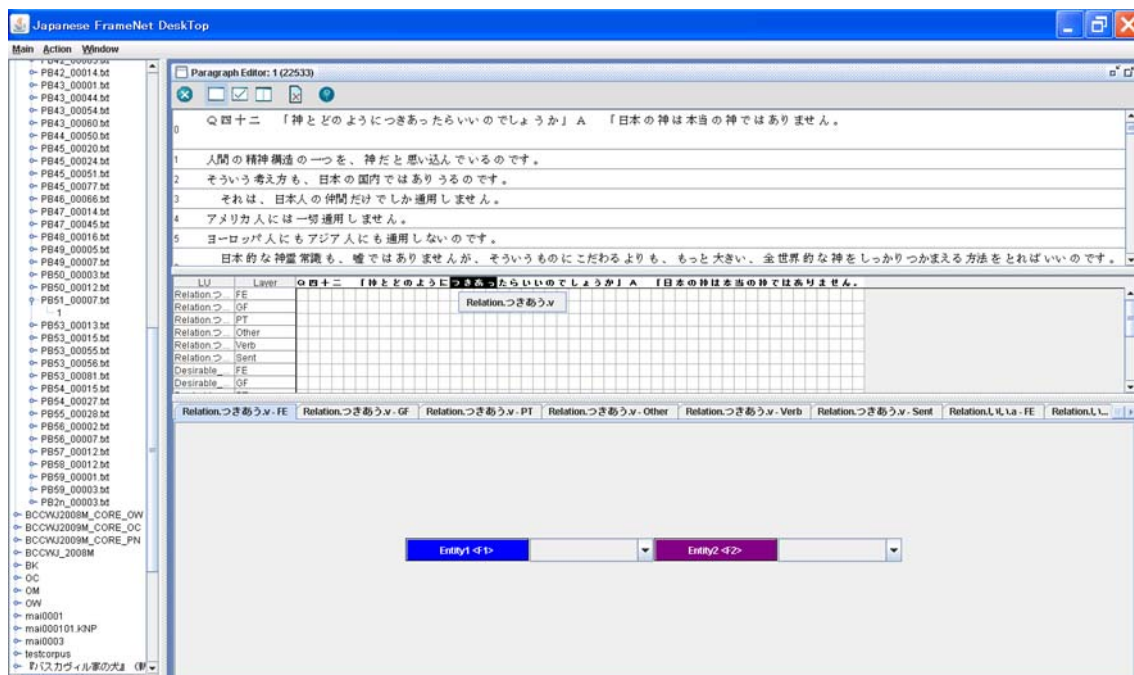 Japanese FrameNet DeskTop
Main Action Window
PB42_00014.txt
PB43_00001.txt
PB43_00044.txt
PB43_00054.txt
PB43_00060.txt
PB44_00050.txt
PB45_00020.txt
PB45_00024.txt
PB45_00051.txt
PB45_00077.txt
PB46_00066.txt
PB47_00014.txt
PB47_00045.txt
PB48_00016.txt
PB49_00005.txt
PB49_00007.txt
PB50_00003.txt
PB50_00012.txt
PB51_00007.txt
1
PB53_00013.txt
PB53_00015.txt
PB53_00055.txt
PB53_00056.txt
PB53_00081.txt
PB54_00015.txt
PB54_00027.txt
PB55_00028.txt
PB56_00002.txt
PB56_00007.txt
PB57_00012.txt
PB58_00012.txt
PB59_00001.txt
PB59_00003.txt
PB2n_00003.txt
BCCWJ2008M_CORE_OW
BCCWJ2009M_CORE_OC
BCCWJ2009M_CORE_PN
BCCWJ_2008M
BK
OC
OM
OW
mai0001
mai000101.KNP
mai0003
testcorpus
『バスカヴィル家の犬』
Paragraph Editor: 1 (22533)
0 Q四十二 「神とどのようにつきあったらいいのでしょうか」A 「日本の神は本当の神ではありません。
1 人間の精神構造の一つを、神だと思い込んでいるのです。
2 そういう考え方も、日本の国内ではありうるのです。
3 それは、日本人の仲間だけでしか通用しません。
4 アメリカ人には一切通用しません。
5 ヨーロッパ人にもアジア人にも通用しないのです。
日本的な神霊常識も、嘘ではありませんが、そういうものにこだわるよりも、もっと大きい、全世界的な神をしっかりつかまえる方法をとればいいのです。
LU Layer Q四十二 「神とどのようにつきあったらいいのでしょうか」A 「日本の神は本当の神ではありません。
Relation.つ... FE
Relation.つきあう.v
Relation.つ... GF
Relation.つ... PT
Relation.つ... Other
Relation.つ... Verb
Relation.つ... Sent
Desirable_... FE
Desirable_... GF
Relation.つきあう.v - FE Relation.つきあう.v - GF Relation.つきあう.v - PT Relation.つきあう.v - Other Relation.つきあう.v - Verb Relation.つきあう.v - Sent Relation.いい.a - FE Relation.い...
Entity1 <F1> Entity2 <F2>